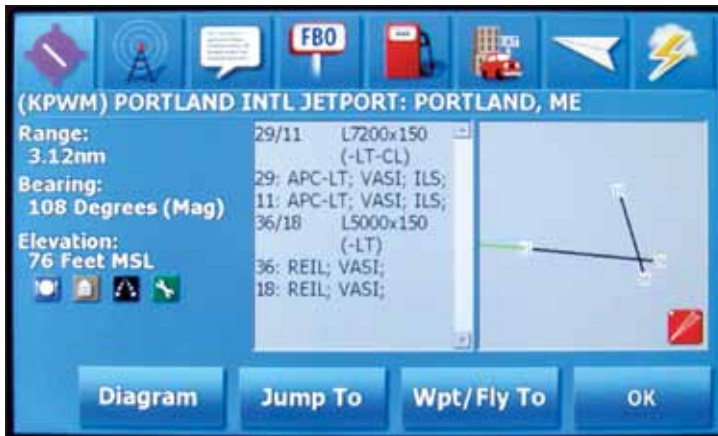 FBO
EAT
(KPWM) PORTLAND INTL JETPORT: PORTLAND, ME
Range:
3.12nm
Bearing:
108 Degrees (Mag)
Elevation:
76 Feet MSL
29/11 L7200x150
(-LT-CL)
29: APC-LT; VASI; ILS;
11: APC-LT; VASI; ILS;
36/18 L5000x150
(-LT)
36: REIL; VASI;
18: REIL; VASI;
Diagram
Jump To
Wpt/Fly To
OK